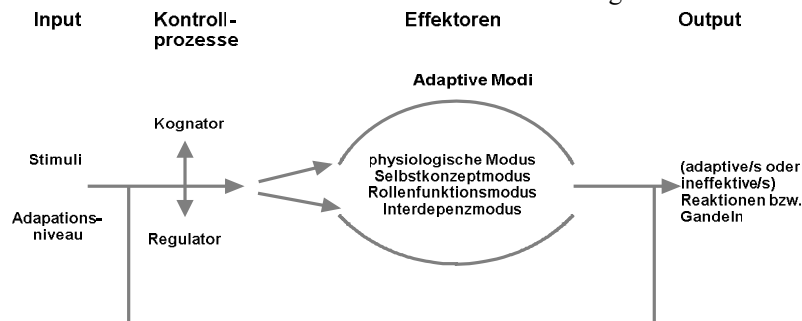 Input
Kontroll-
prozesse
Effektoren
Output
Adaptive Modi
Kognator
Stimuli
Adapations-
niveau
Regulator
physiologische Modus
Selbstkonzeptmodus
Rollenfunktionsmodus
Interdepenzmodus
(adaptive/s oder
ineffektive/s)
Reaktionen bzw.
Gandeln